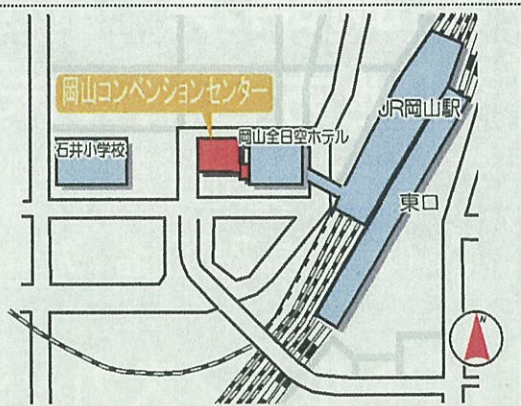 岡山コンベンションセンター
JR岡山駅
岡山全日空ホテル
石井小学校
東口
N